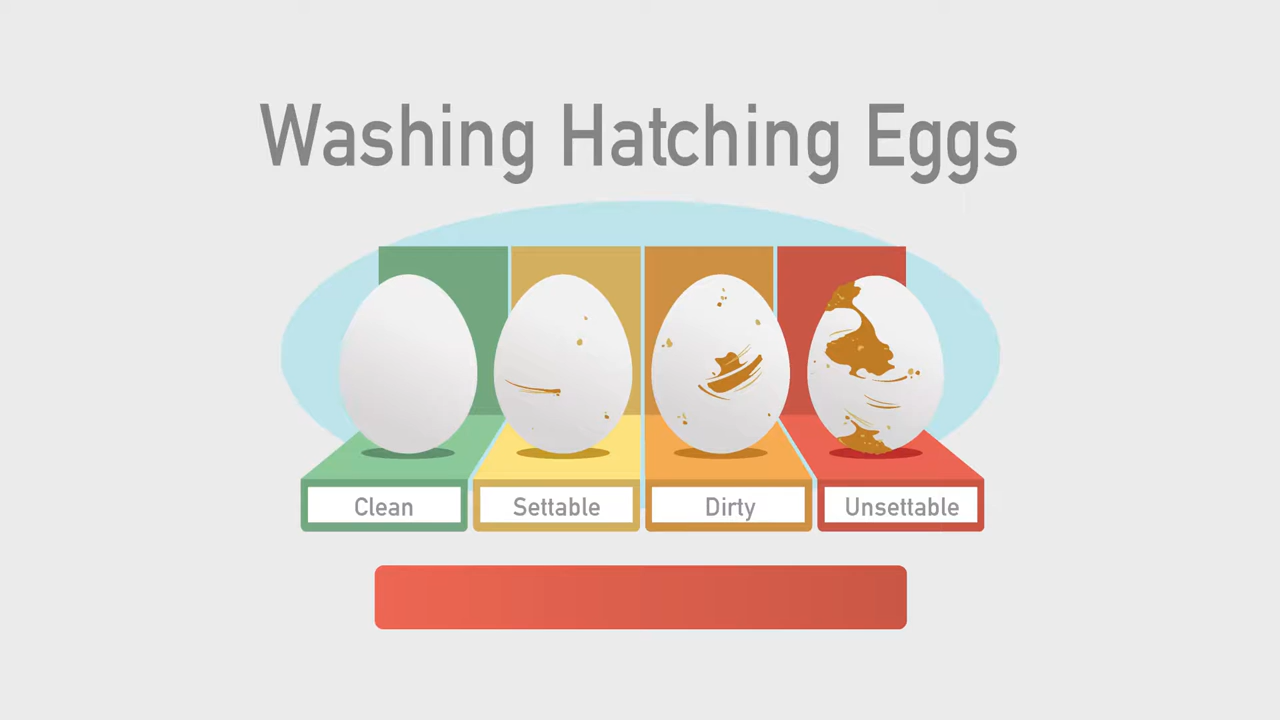 Washing Hatching Eggs
Clean
Settable
Dirty
Unsettable